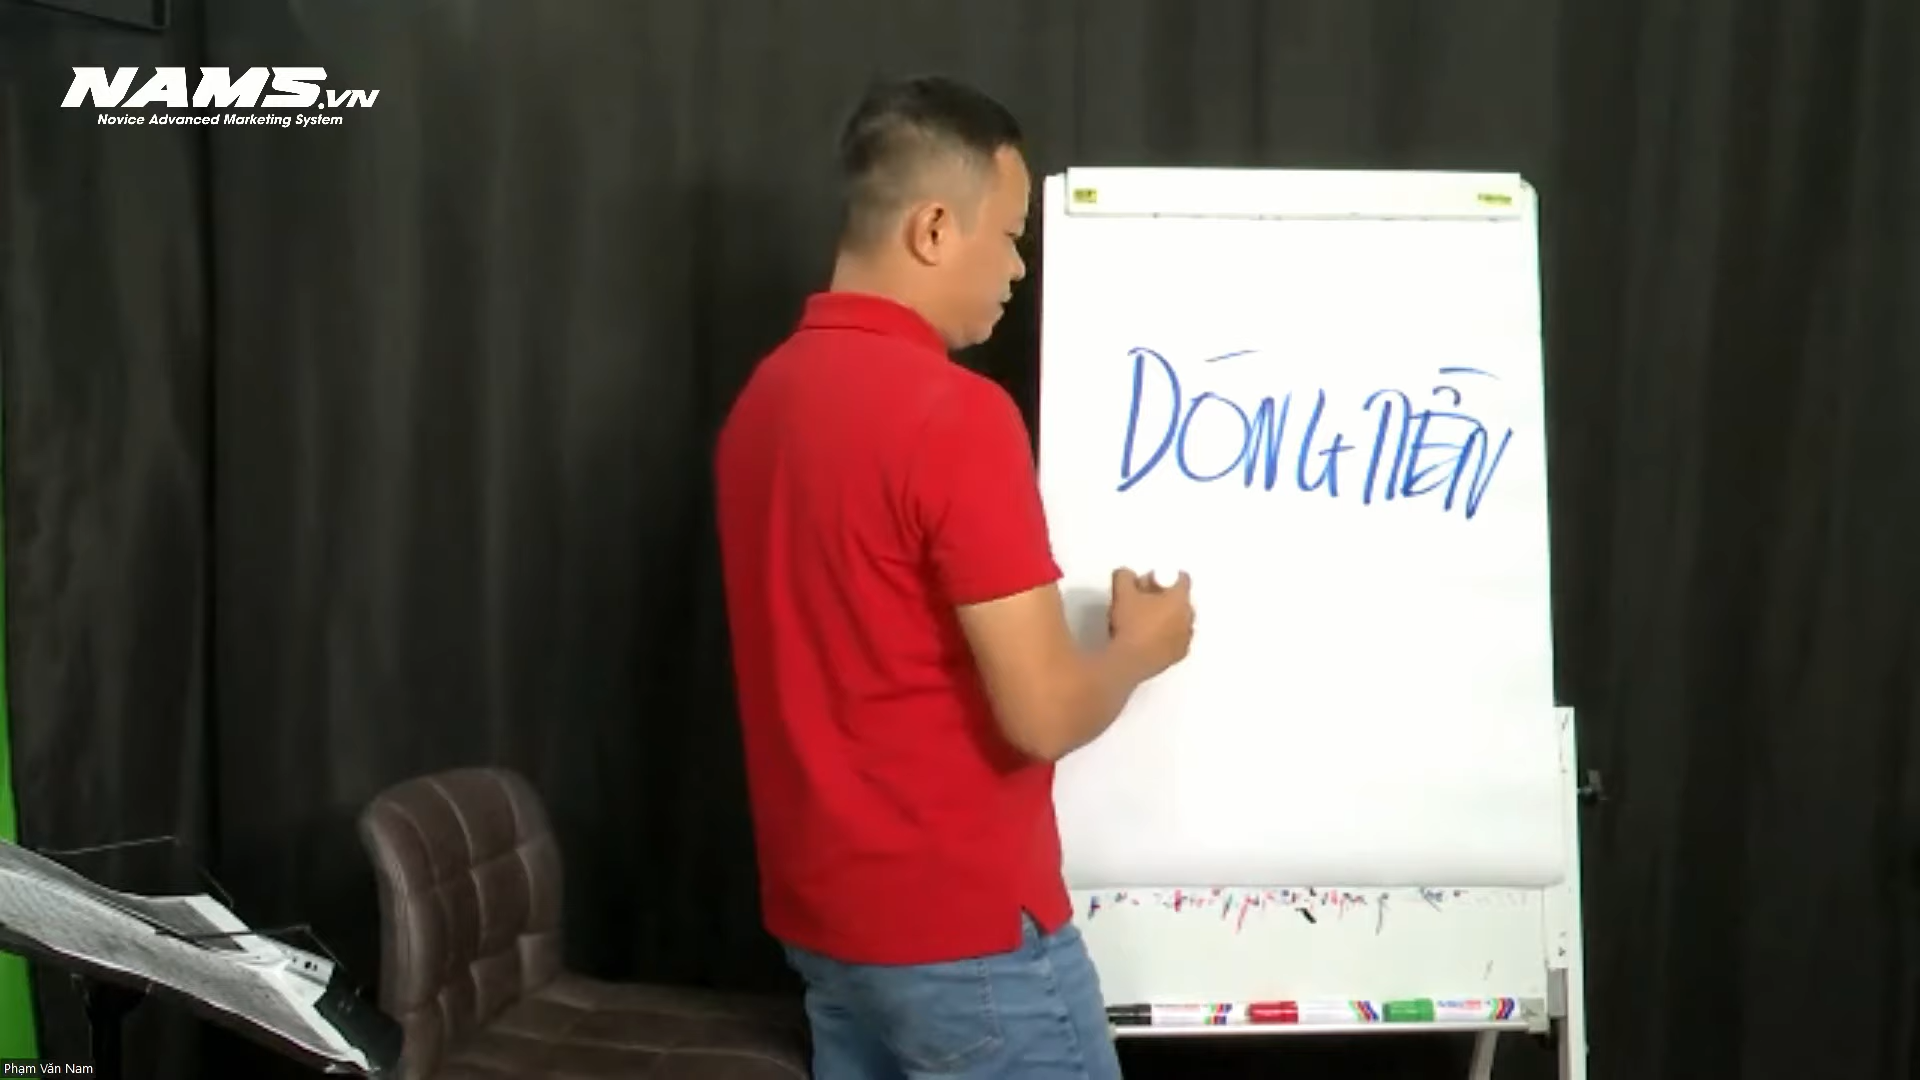 NAMS.VN
Novice Advanced Marketing System
DÒNG TIỀN
Phạm Văn Nam